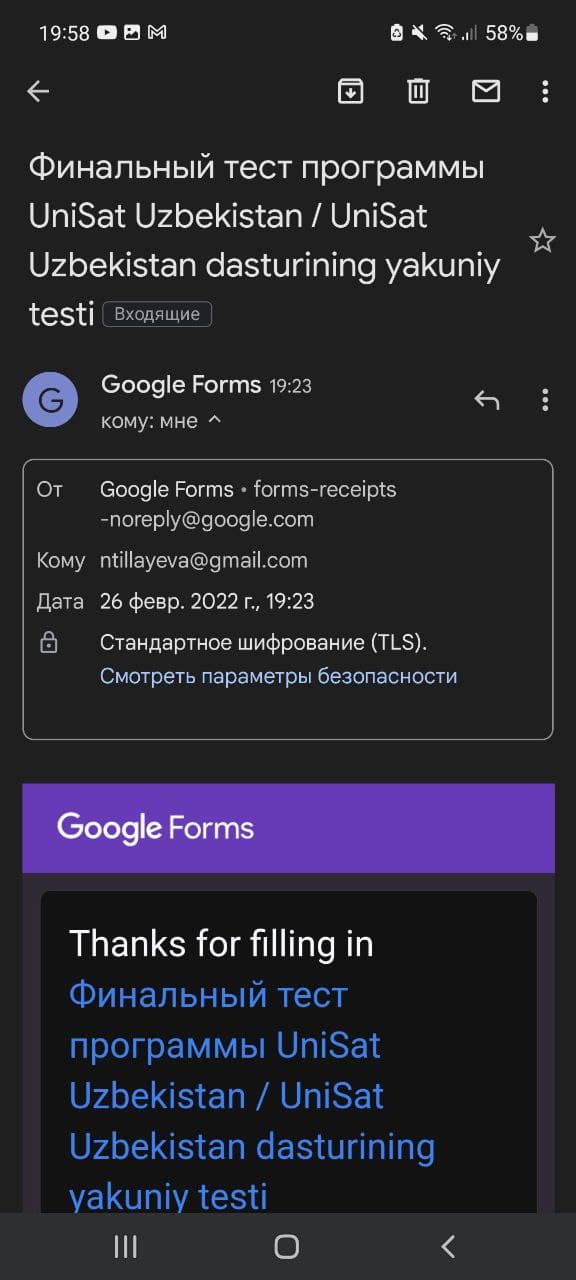 19:58
58%
Финальный тест программы
UniSat Uzbekistan / UniSat
Uzbekistan dasturining yakuniy
testi Входящие
G
Google Forms 19:23
кому: мне
От Google Forms • forms-receipts
-noreply@google.com
Кому ntillayeva@gmail.com
Дата 26 февр. 2022 г., 19:23
Стандартное шифрование (TLS).
Смотреть параметры безопасности
Google Forms
Thanks for filling in
Финальный тест
программы UniSat
Uzbekistan / UniSat
Uzbekistan dasturining
yakuniy testi